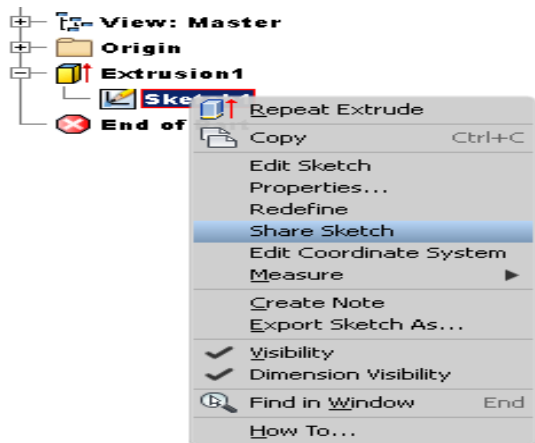 View: Master
Origin
Extrusion1
End of
Repeat Extrude
Copy Ctrl+C
Edit Sketch
Properties...
Redefine
Share Sketch
Edit Coordinate System
Measure
Create Note
Export Sketch As...
Visibility
Dimension Visibility
Find in Window End
How To...